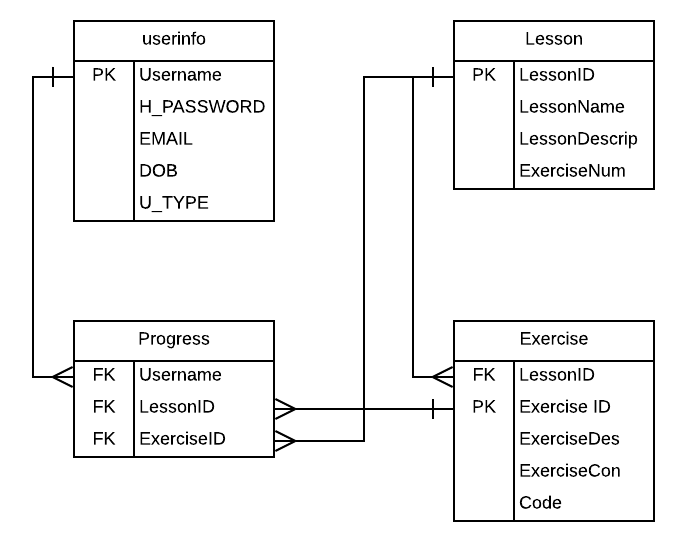 userinfo
PK Username
H_PASSWORD
EMAIL
DOB
U_TYPE
Lesson
PK LessonID
LessonName
LessonDescrip
ExerciseNum
Progress
FK Username
FK LessonID
FK ExerciseID
Exercise
FK LessonID
PK Exercise ID
ExerciseDes
ExerciseCon
Code